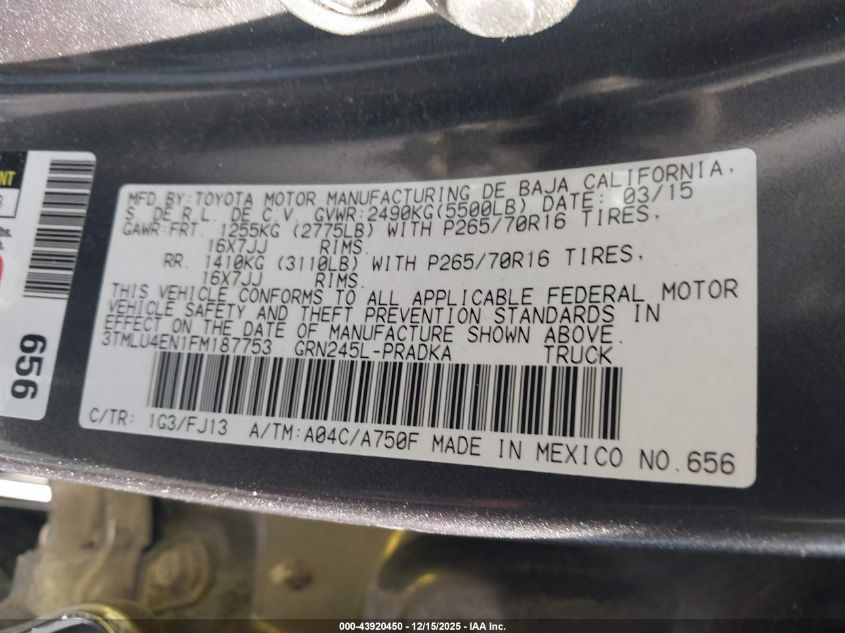 MFD.BY:TOYOTA MOTOR MANUFACTURING DE BAJA CALIFORNIA,
S. DE R.L. DE C.V. GVWR:2490KG(5500LB) DATE: 03/15
GAWR:FRT. 1255KG (2775LB) WITH P265/70R16 TIRES,
16X7JJ RIMS.
RR. 1410KG (3110LB) WITH P265/70R16 TIRES,
16X7JJ RIMS.
THIS VEHICLE CONFORMS TO ALL APPLICABLE FEDERAL MOTOR
VEHICLE SAFETY AND THEFT PREVENTION STANDARDS IN
EFFECT ON THE DATE OF MANUFACTURE SHOWN ABOVE.
3TMLU4EN1FM187753 GRN245L-PRADKA TRUCK
C/TR: 1G3/FJ13 A/TM:A04C/A750F MADE IN MEXICO NO.656
656
000-43920450 - 12/15/2025 - IAA Inc.